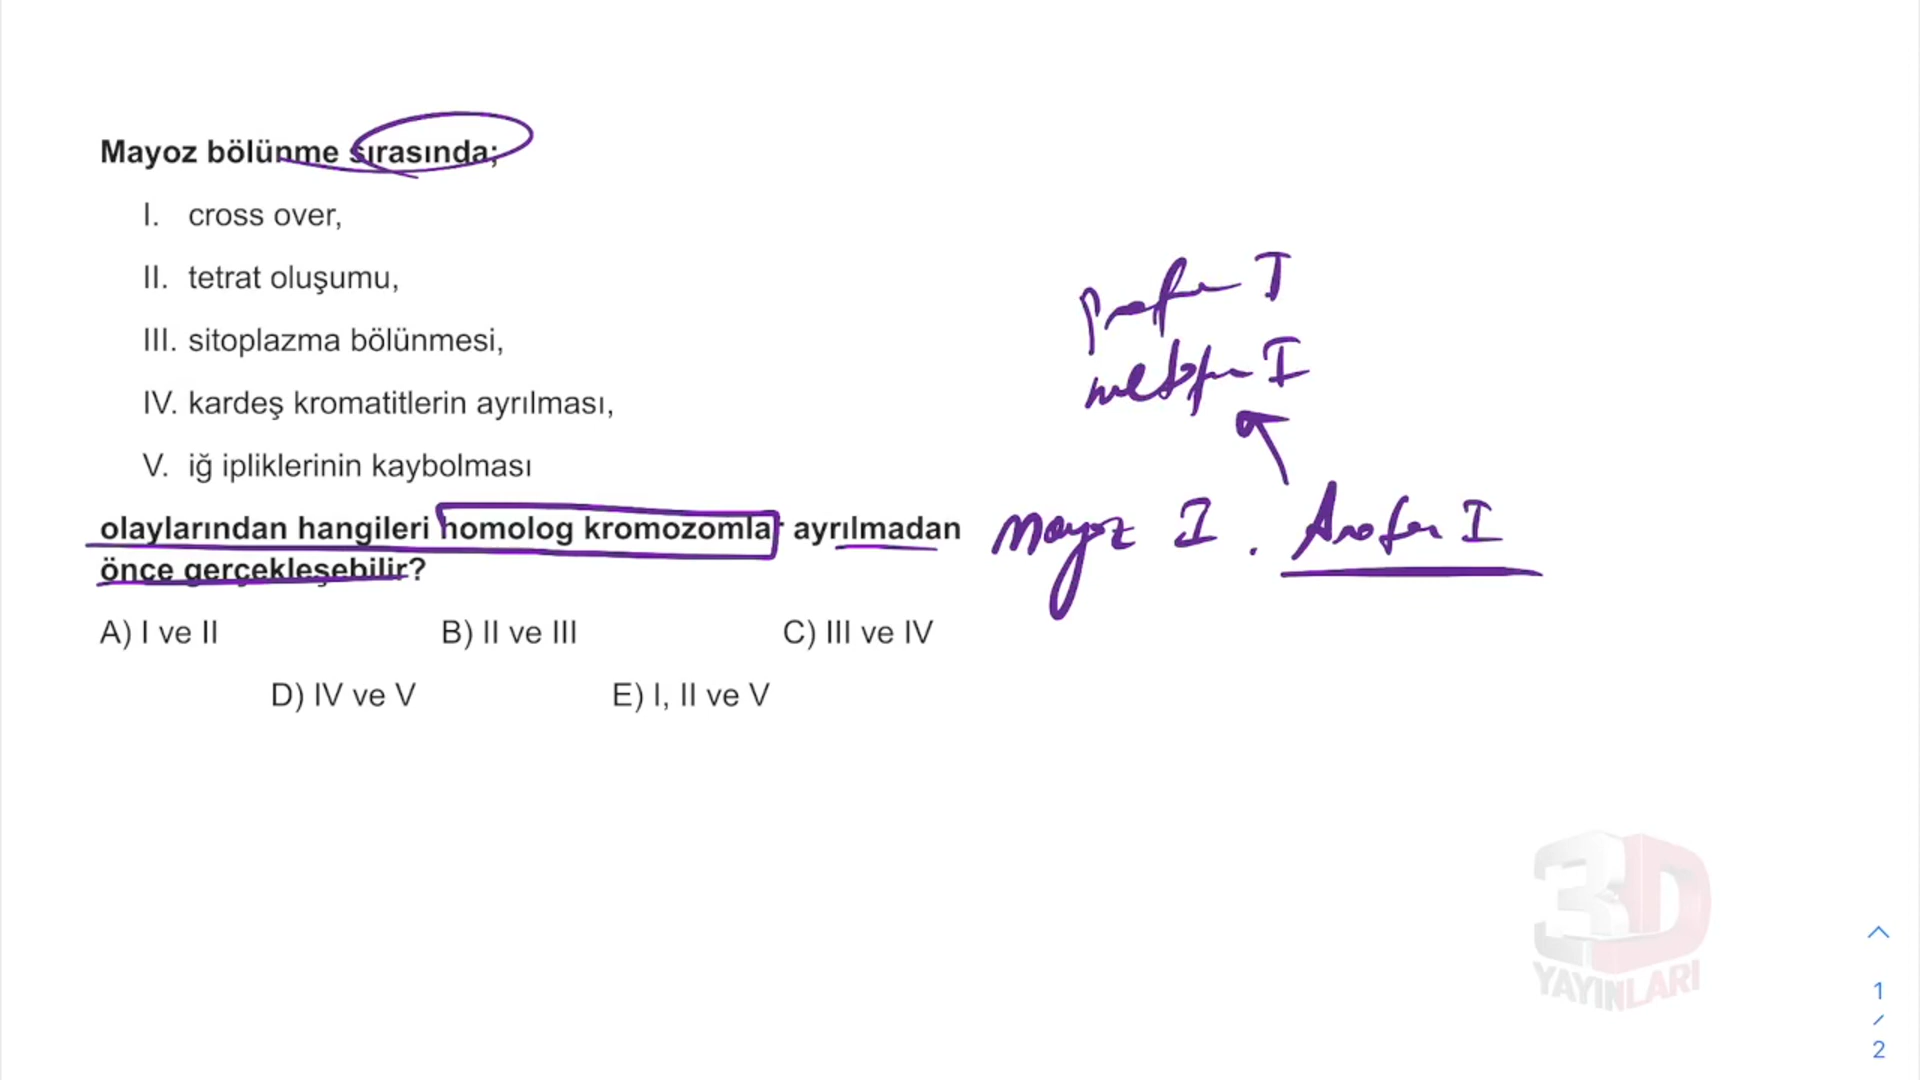 Mayoz bölünme sırasında;
I. cross over,
II. tetrat oluşumu,
III. sitoplazma bölünmesi,
IV. kardeş kromatitlerin ayrılması,
V. iğ ipliklerinin kaybolması
olaylarından hangileri homolog kromozomlar ayrılmadan
önce gerçekleşebilir?
A) I ve II B) II ve III C) III ve IV
D) IV ve V E) I, II ve V
profaz I
metafaz I
Mayoz I. Anafaz I
3D
YAYINLARI
1
/
2